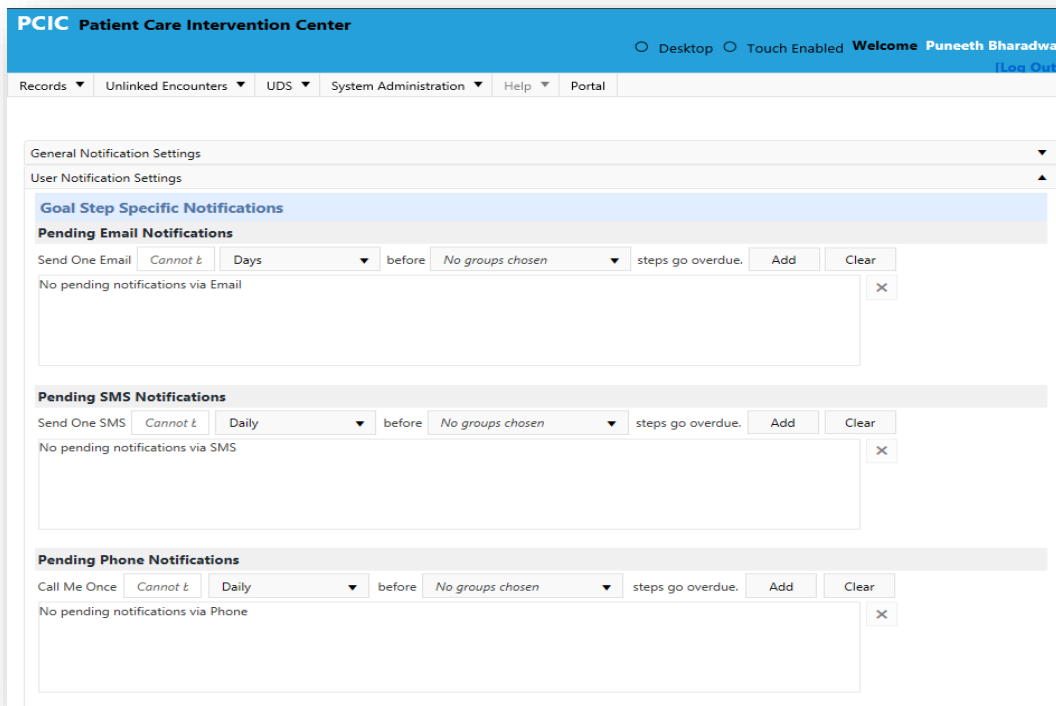 PCIC Patient Care Intervention Center
Desktop Touch Enabled Welcome Puneeth Bharadwa
[Log Out
Records Unlinked Encounters UDS System Administration Help Portal
General Notification Settings
User Notification Settings
Goal Step Specific Notifications
Pending Email Notifications
Send One Email Cannot b Days before No groups chosen steps go overdue. Add Clear
No pending notifications via Email
Pending SMS Notifications
Send One SMS Cannot b Daily before No groups chosen steps go overdue. Add Clear
No pending notifications via SMS
Pending Phone Notifications
Call Me Once Cannot b Daily before No groups chosen steps go overdue. Add Clear
No pending notifications via Phone